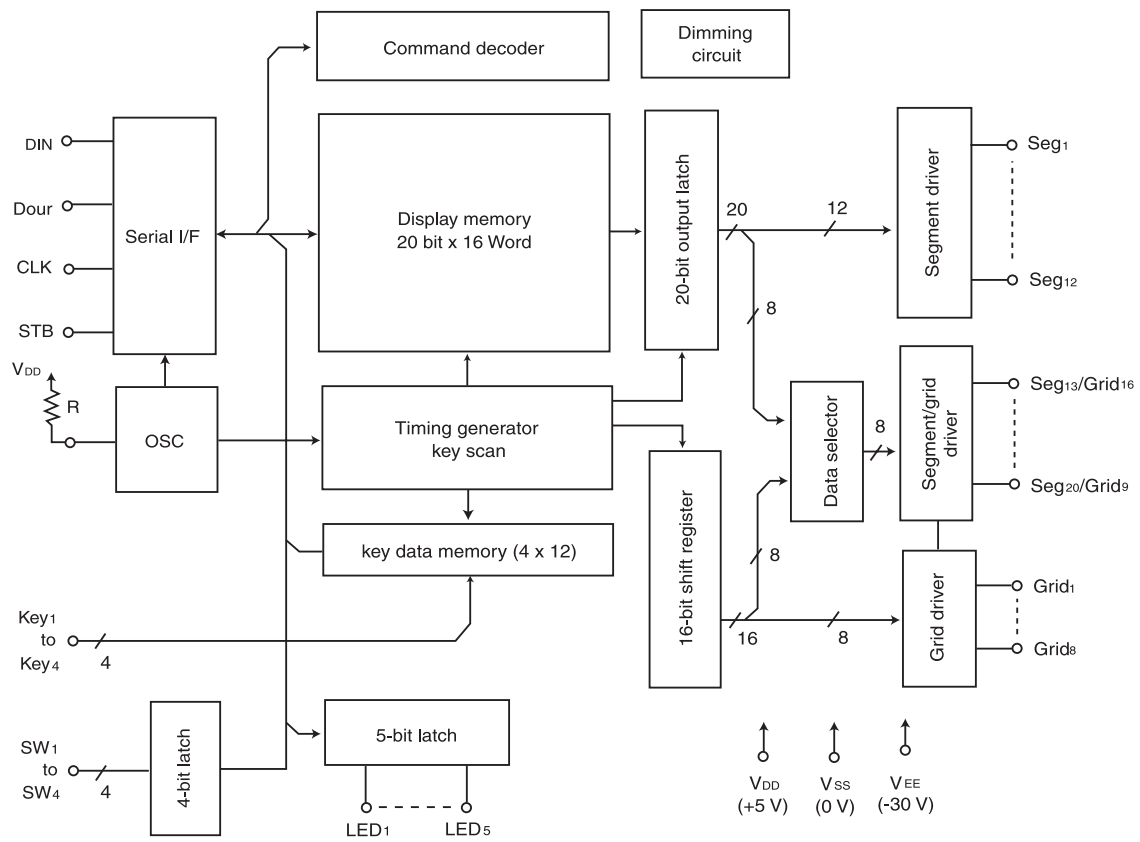 Command decoder
Dimming
circuit
DIN
Dour
CLK
STB
Serial I/F
Display memory
20 bit x 16 Word
20-bit output latch
20
12
8
Segment driver
Seg1
Seg12
VDD
R
OSC
Timing generator
key scan
Data selector
8
Segment/grid
driver
Seg13/Grid16
Seg20/Grid9
key data memory (4 x 12)
16-bit shift register
8
16
8
Grid driver
Grid1
Grid8
Key1
to
Key4
4
SW1
to
SW4
4
4-bit latch
5-bit latch
LED1
LED5
VDD
(+5 V)
VSS
(0 V)
VEE
(-30 V)